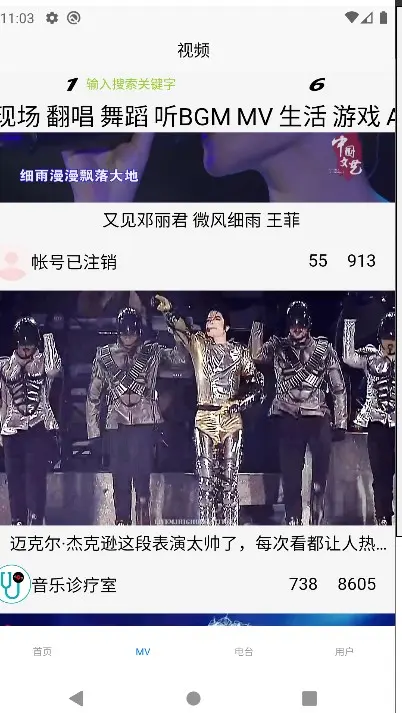 11:03
视频
1 输入搜索关键字 6
现场 翻唱 舞蹈 听BGM MV 生活 游戏 A
中国文艺
细雨漫漫飘落大地
又见邓丽君 微风细雨 王菲
帐号已注销 55 913
迈克尔·杰克逊这段表演太帅了，每次看都让人热...
音乐诊疗室 738 8605
首页 MV 电台 用户